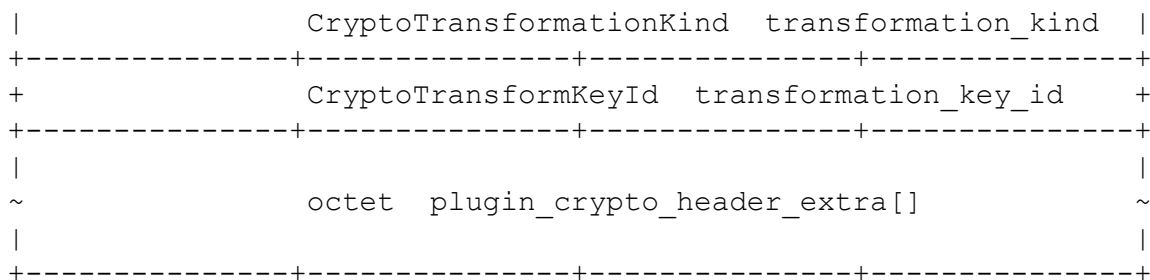 |               CryptoTransformationKind  transformation_kind  |
+---------------+---------------+---------------+---------------+
+               CryptoTransformKeyId  transformation_key_id    +
+---------------+---------------+---------------+---------------+
|                                                               |
~               octet  plugin_crypto_header_extra[]             ~
|                                                               |
+---------------+---------------+---------------+---------------+